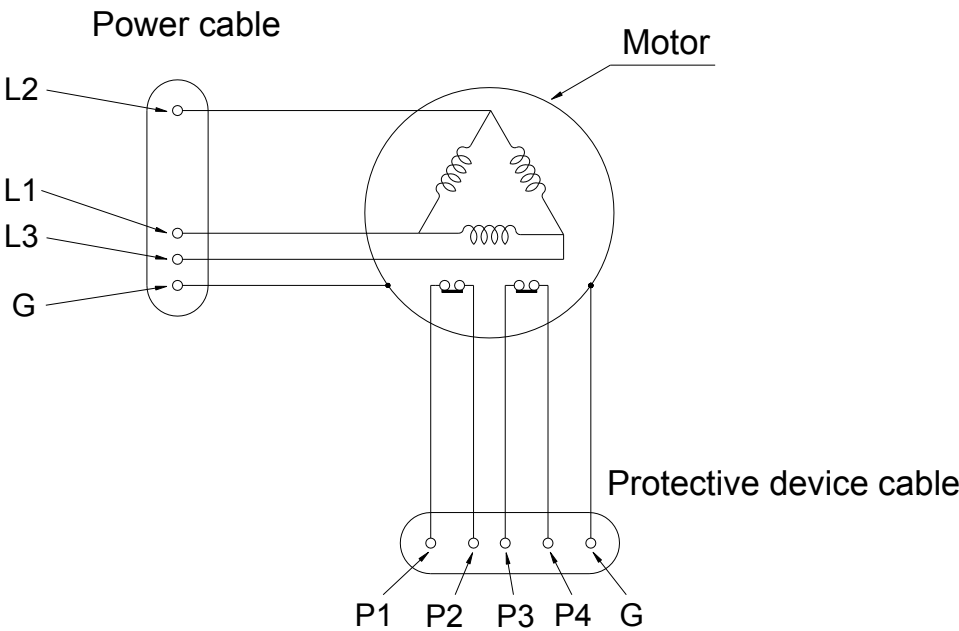 Power cable
Motor
L2
L1
L3
G
Protective device cable
P1 P2 P3 P4 G